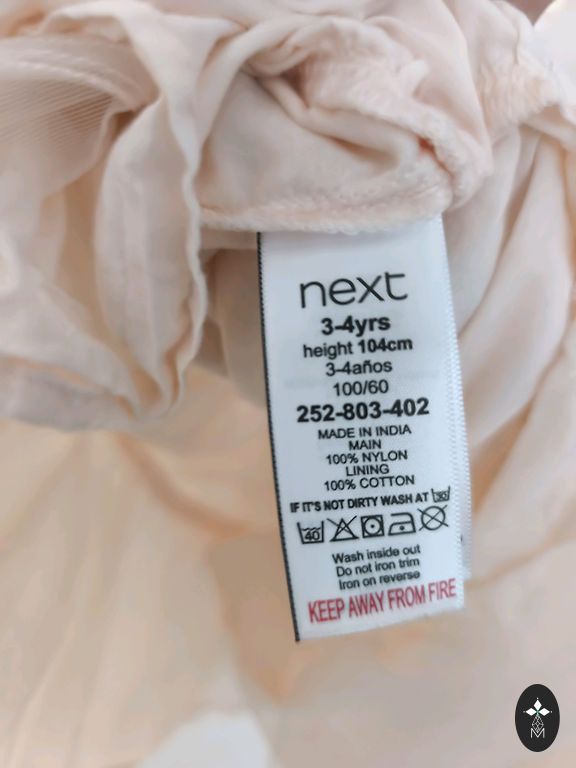 next
3-4yrs
height 104cm
3-4años
100/60
252-803-402
MADE IN INDIA
MAIN
100% NYLON
LINING
100% COTTON
IF IT'S NOT DIRTY WASH AT 30
40
Wash inside out
Do not iron trim
Iron on reverse
KEEP AWAY FROM FIRE
M